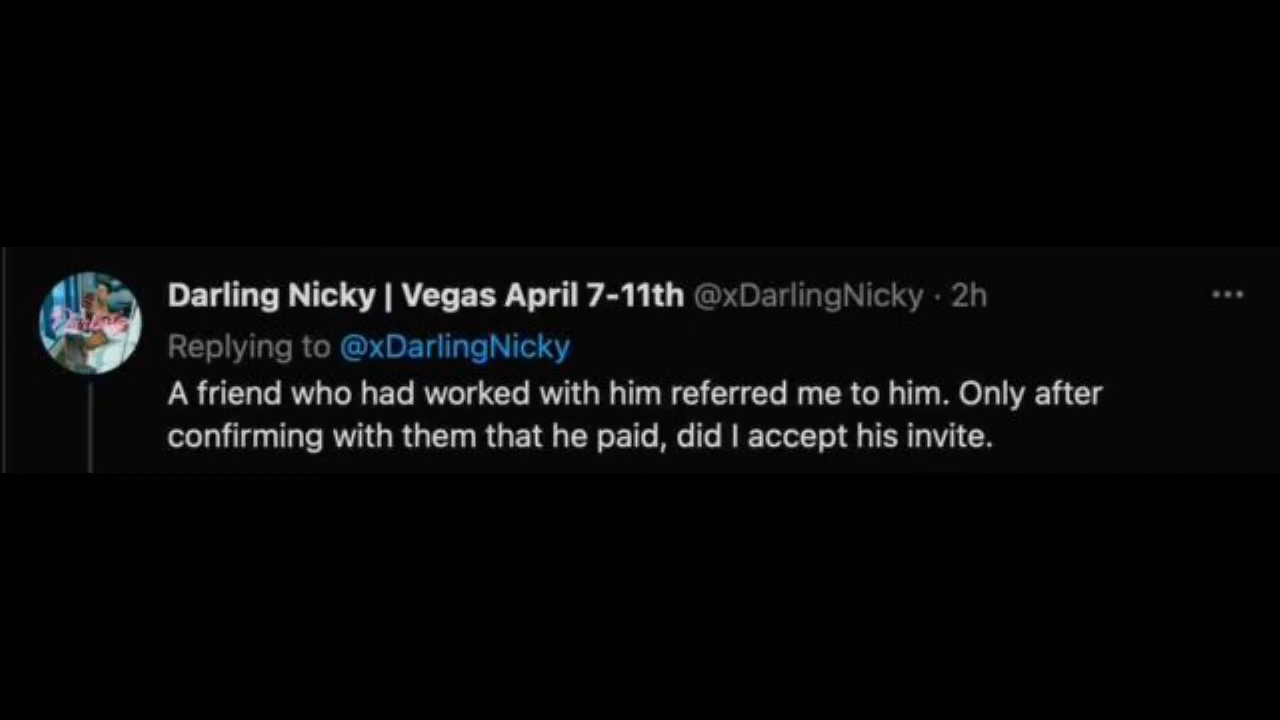 Darling Nicky | Vegas April 7-11th @xDarlingNicky · 2h
Replying to @xDarlingNicky
A friend who had worked with him referred me to him. Only after
confirming with them that he paid, did I accept his invite.